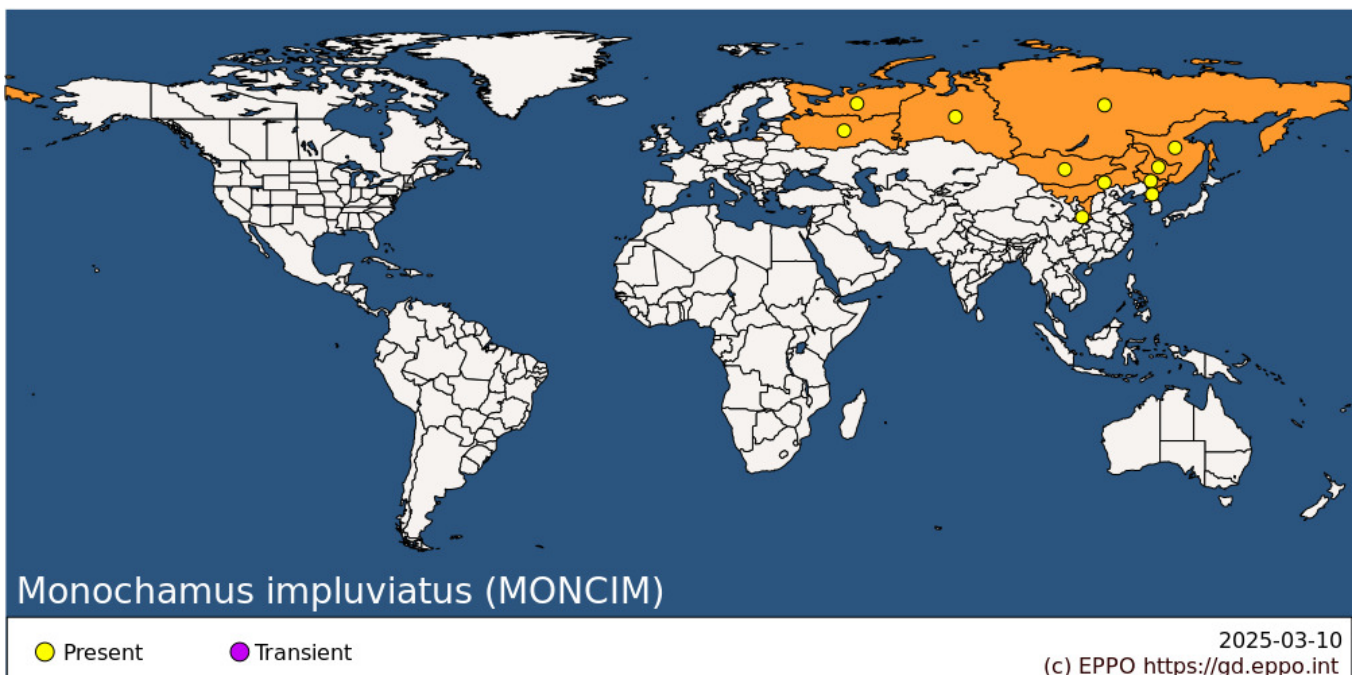 Monochamus impluviatus (MONCIM)
Present
Transient
2025-03-10
(c) EPPO https://gd.eppo.int